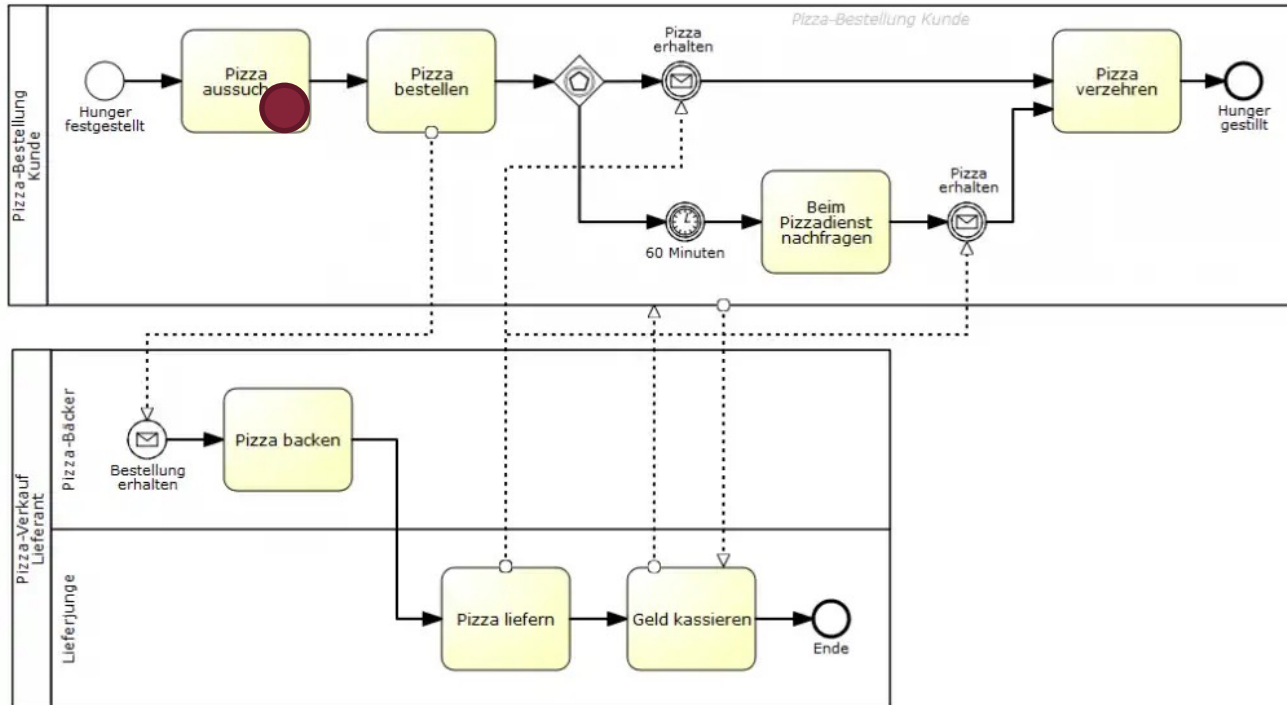 Pizza-Bestellung Kunde
Pizza-Bestellung
Kunde
Hunger
festgestellt
Pizza
Pizza
bestellen
Pizza
erhalten
Pizza
verzehren
Hunger
gestillt
60 Minuten
Beim
Pizzadienst
nachfragen
Pizza
erhalten
Pizza-Verkauf
Lieferant
Pizza-Bäcker
Bestellung
erhalten
Pizza backen
Lieferjunge
Pizza liefern
Geld kassieren
Ende